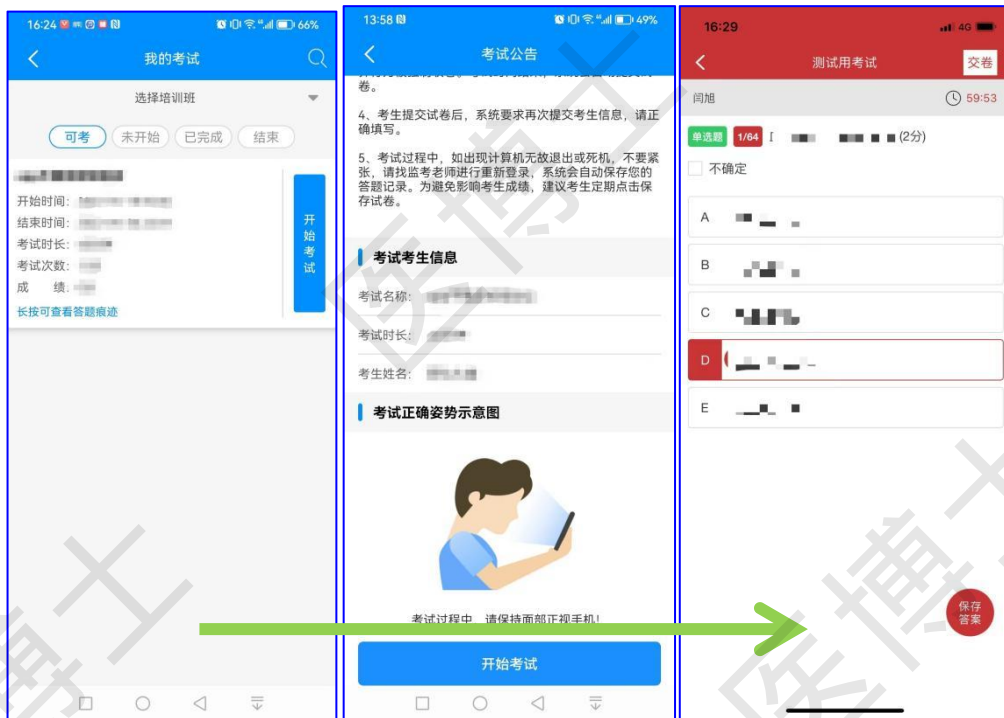 16:24
66%
我的考试
选择培训班
可考
未开始
已完成
结束
开始时间:
结束时间:
考试时长:
考试次数:
成 绩:
长按可查看答题痕迹
开始考试
13:58
49%
考试公告
卷。
4、考生提交试卷后，系统要求再次提交考生信息，请正
确填写。
5、考试过程中，如出现计算机无故退出或死机，不要紧
张，请找监考老师进行重新登录，系统会自动保存您的
答题记录。为避免影响考生成绩，建议考生定期点击保
存试卷。
考试考生信息
考试名称:
考试时长:
考生姓名:
考试正确姿势示意图
考试过程中，请保持面部正视手机!
开始考试
16:29
4G
测试用考试
交卷
闫旭
59:53
单选题 1/64 [ (2分)
不确定
A
B
C
D
E
保存
答案
医博士
医博士
博士